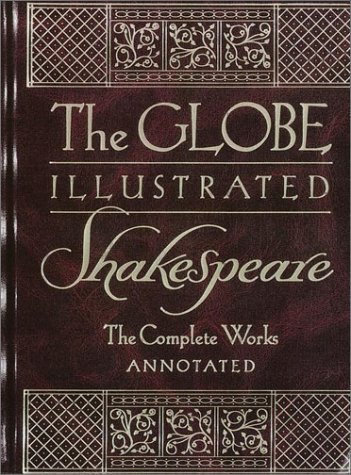 The GLOBE
ILLUSTRATED
Shakespeare
The Complete Works
ANNOTATED